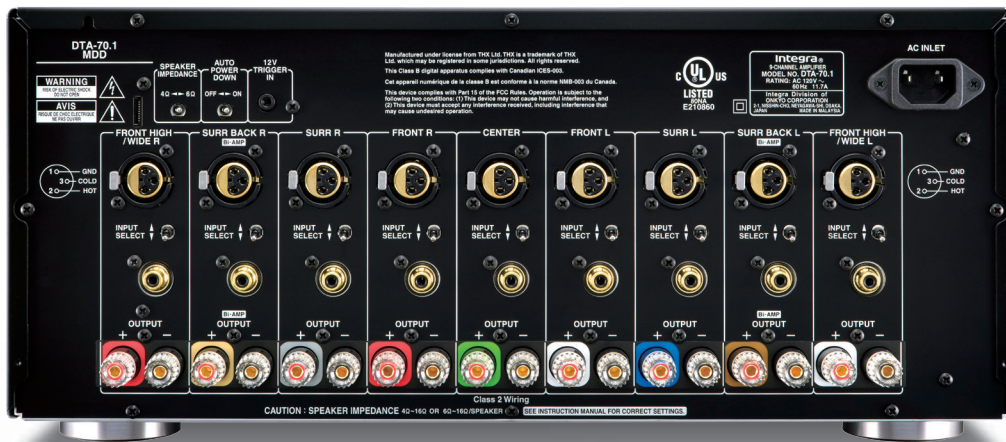 DTA-70.1
MDD
WARNING
RISK OF ELECTRIC SHOCK
DO NOT OPEN
AVIS
RISQUE DE CHOC ELECTRIQUE
NE PAS OUVRIR
SPEAKER
IMPEDANCE
4Ω ◄► 6Ω
AUTO
POWER
DOWN
OFF ◄► ON
12V
TRIGGER
IN
Manufactured under license from THX Ltd. THX is a trademark of THX
Ltd. which may be registered in some jurisdictions. All rights reserved.
This Class B digital apparatus complies with Canadian ICES-003.
Cet appareil numérique de la classe B est conforme à la norme NMB-003 du Canada.
This device complies with Part 15 of the FCC Rules. Operation is subject to the
following two conditions: (1) This device may not cause harmful interference, and
(2) This device must accept any interference received, including interference that
may cause undesired operation.
C UL US
LISTED
80NA
E210860
Integra
9-CHANNEL AMPLIFIER
MODEL NO. DTA-70.1
RATING: AC 120V ~
60Hz 11.7A
Integra Division of
ONKYO CORPORATION
2-1, NISSHIN-CHO, NEYAGAWA-SHI, OSAKA,
JAPAN MADE IN MALAYSIA
AC INLET
FRONT HIGH
/WIDE R
SURR BACK R
Bi-AMP
SURR R
FRONT R
CENTER
FRONT L
SURR L
SURR BACK L
Bi-AMP
FRONT HIGH
/WIDE L
1 GND
3 COLD
2 HOT
1 GND
3 COLD
2 HOT
INPUT
SELECT
INPUT
SELECT
INPUT
SELECT
INPUT
SELECT
INPUT
SELECT
INPUT
SELECT
INPUT
SELECT
INPUT
SELECT
INPUT
SELECT
Bi-AMP
Bi-AMP
OUTPUT
+ −
OUTPUT
+ −
OUTPUT
+ −
OUTPUT
+ −
OUTPUT
+ −
OUTPUT
+ −
OUTPUT
+ −
OUTPUT
+ −
OUTPUT
+ −
Class 2 Wiring
CAUTION : SPEAKER IMPEDANCE 4Ω~16Ω OR 6Ω~16Ω/SPEAKER SEE INSTRUCTION MANUAL FOR CORRECT SETTINGS.